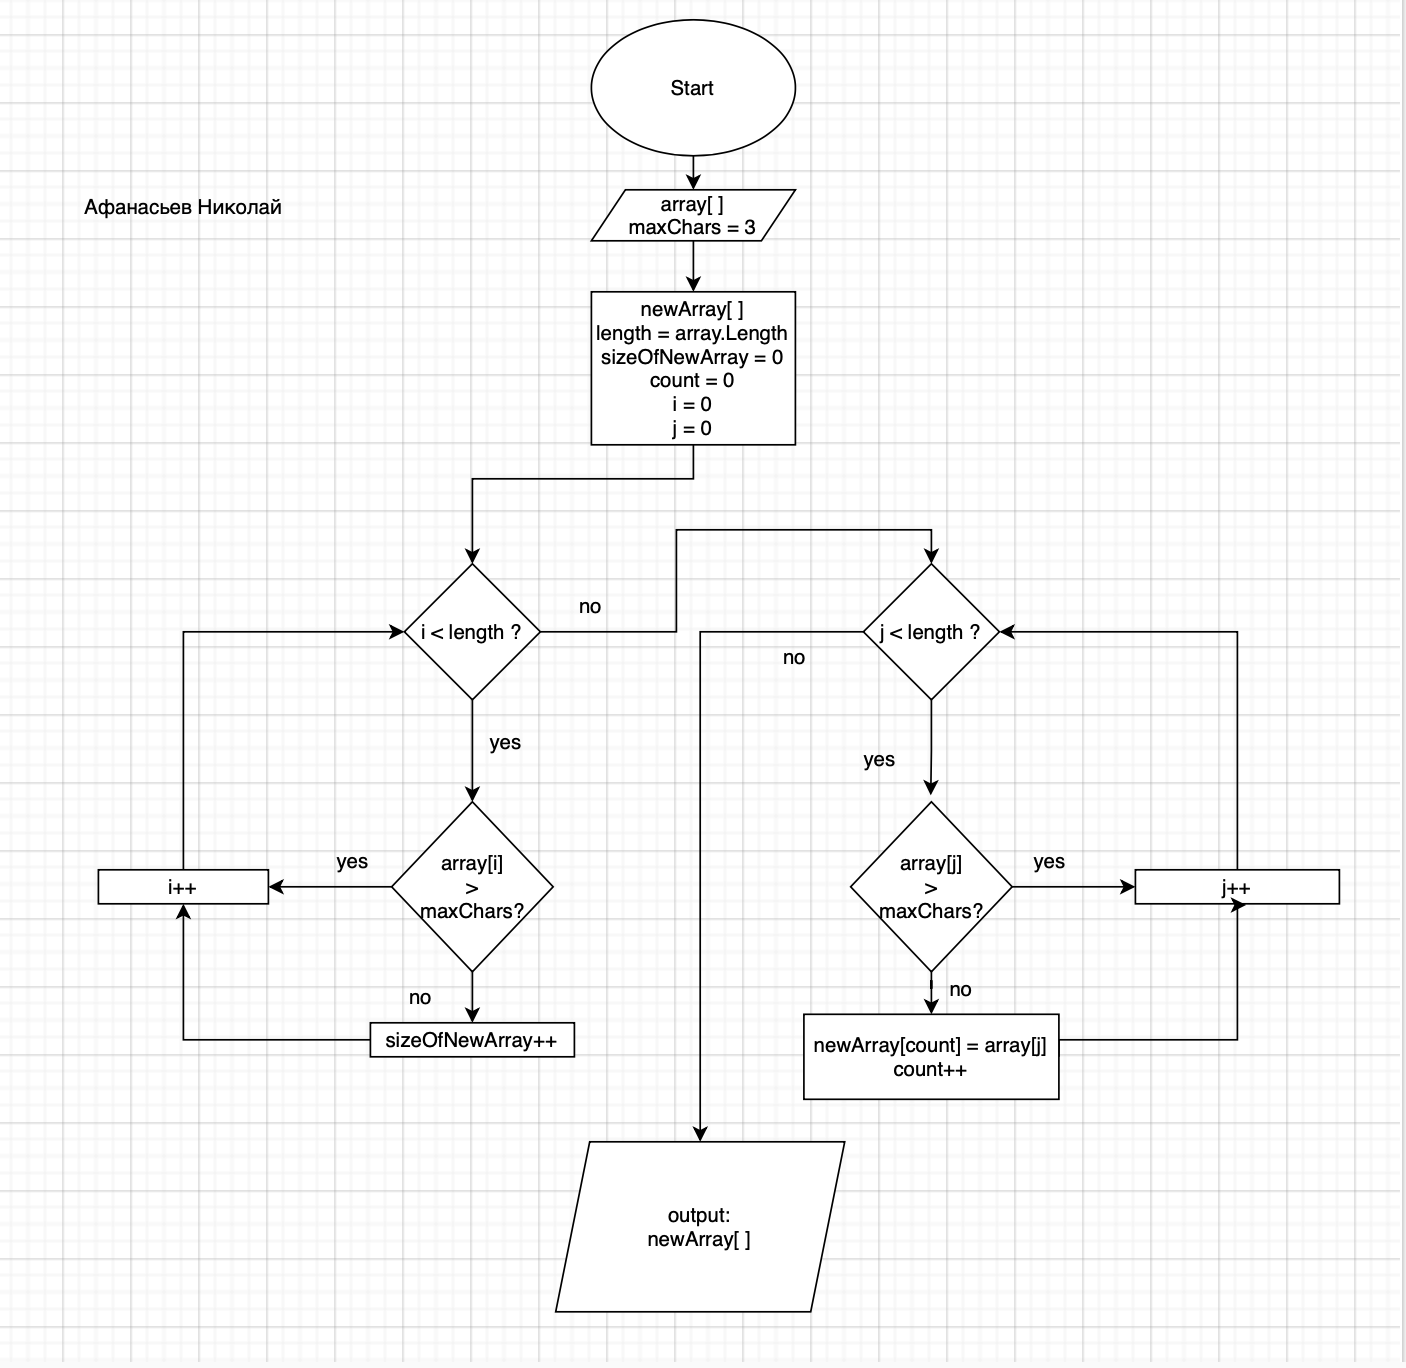 Start
Афанасьев Николай
array[ ]
maxChars = 3
newArray[ ]
length = array.Length
sizeOfNewArray = 0
count = 0
i = 0
j = 0
i < length ?
no
j < length ?
no
yes
yes
array[i]
>
maxChars?
yes
i++
array[j]
>
maxChars?
yes
j++
no
sizeOfNewArray++
no
newArray[count] = array[j]
count++
output:
newArray[ ]